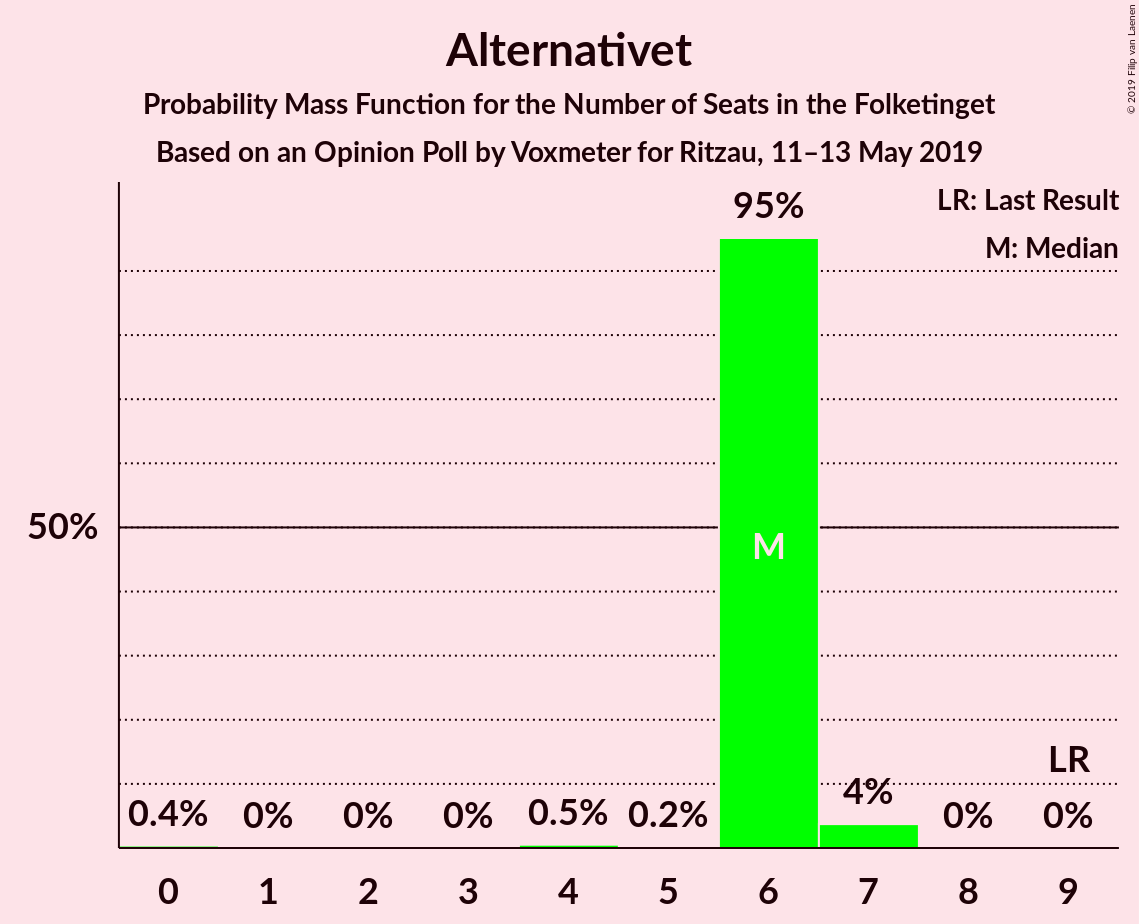 Alternativet
Probability Mass Function for the Number of Seats in the Folketinget
Based on an Opinion Poll by Voxmeter for Ritzau, 11–13 May 2019
© 2019 Filip van Laenen
LR: Last Result
M: Median
95%
50%
M
LR
0.4% 0% 0% 0% 0.5% 0.2% 4% 0% 0%
0 1 2 3 4 5 6 7 8 9